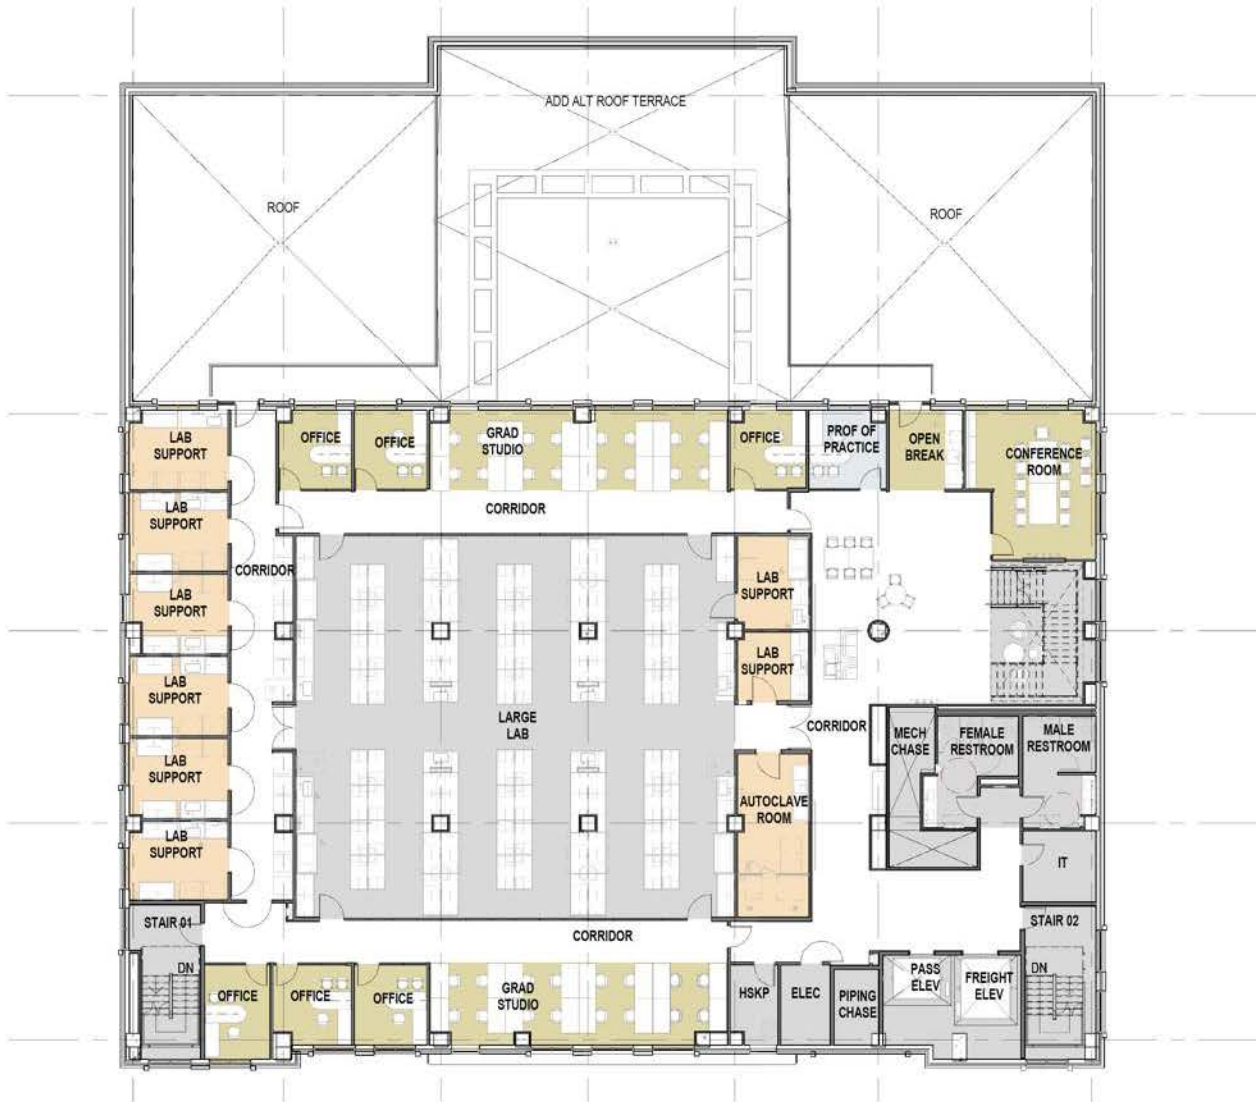 ADD ALT ROOF TERRACE
ROOF
ROOF
LAB
SUPPORT
OFFICE
OFFICE
GRAD
STUDIO
OFFICE
PROF OF
PRACTICE
OPEN
BREAK
CONFERENCE
ROOM
LAB
SUPPORT
CORRIDOR
CORRIDOR
LAB
SUPPORT
LAB
SUPPORT
LAB
SUPPORT
LAB
SUPPORT
LARGE
LAB
CORRIDOR
MECH
CHASE
FEMALE
RESTROOM
MALE
RESTROOM
LAB
SUPPORT
AUTOCLAVE
ROOM
LAB
SUPPORT
IT
STAIR 01
DN
CORRIDOR
STAIR 02
DN
OFFICE
OFFICE
OFFICE
GRAD
STUDIO
HSKP
ELEC
PIPING
CHASE
PASS
ELEV
FREIGHT
ELEV